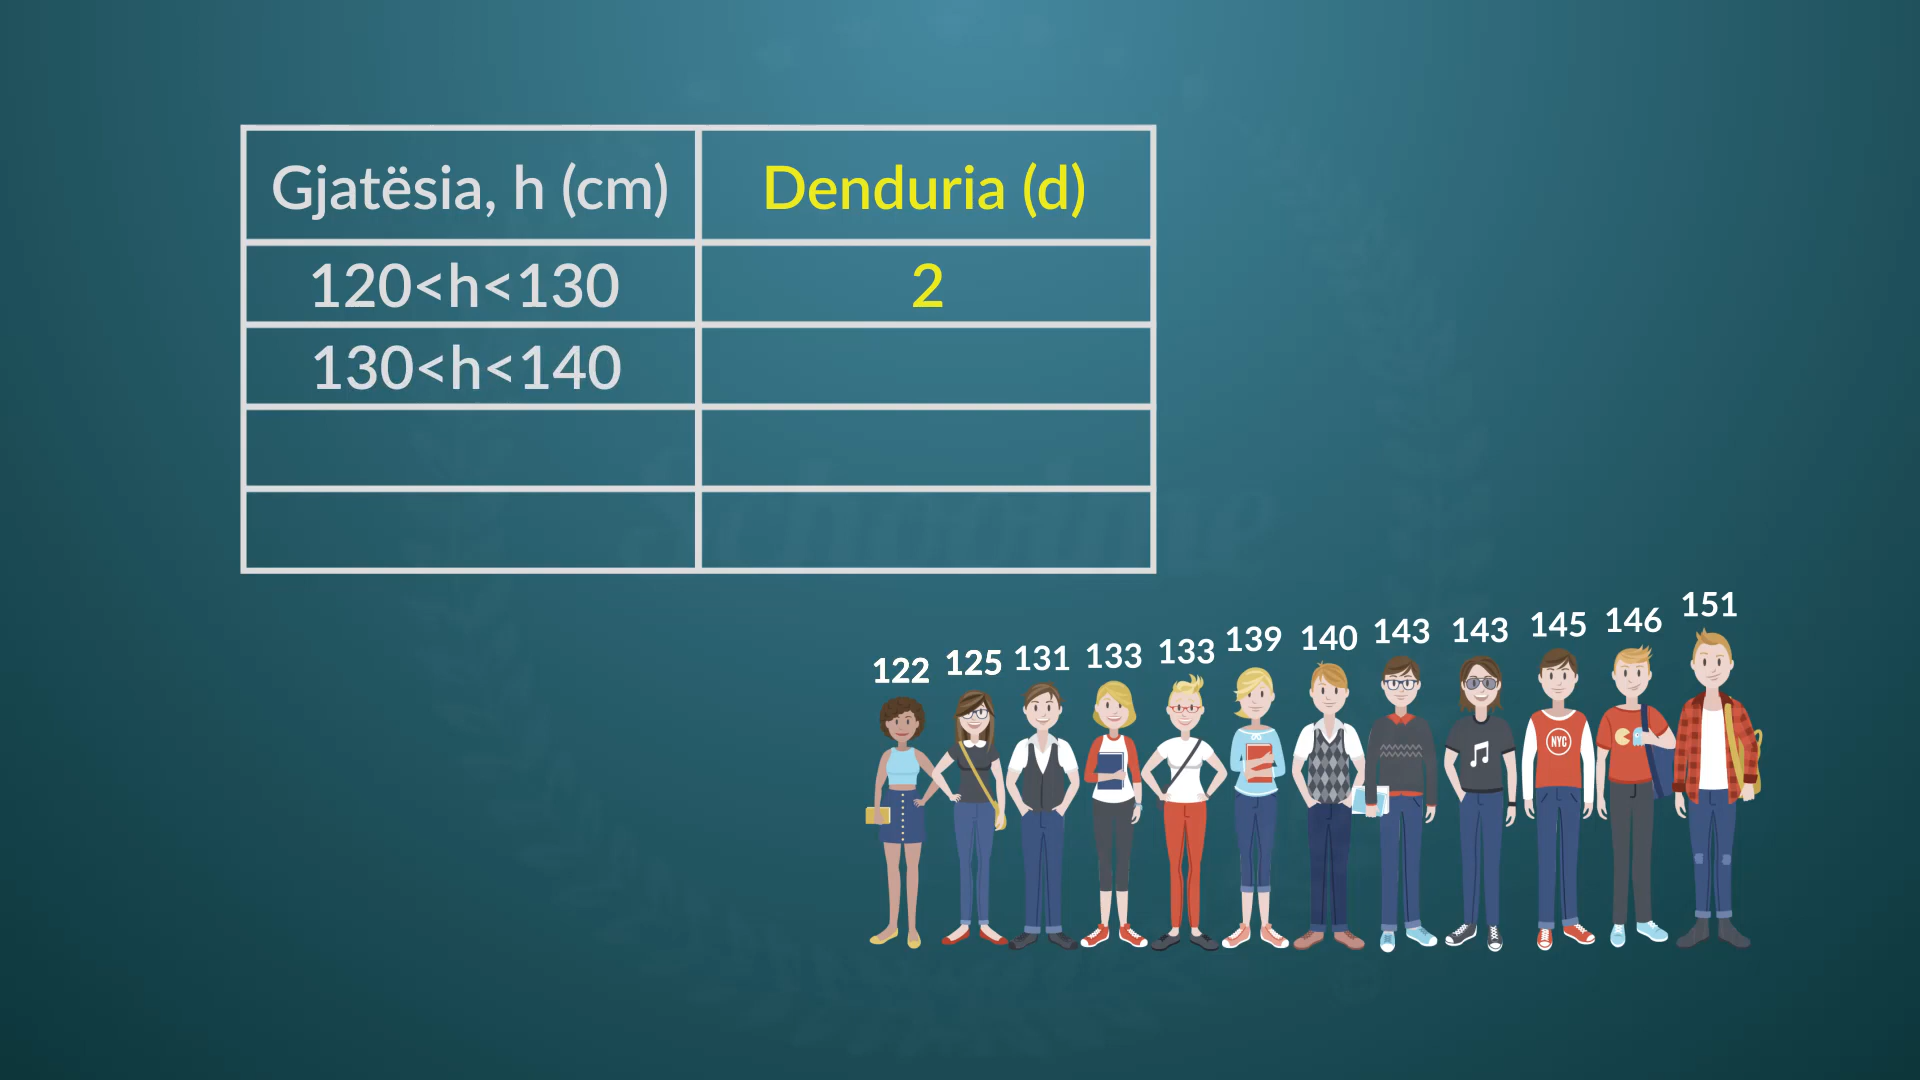 Gjatësia, h (cm) Denduria (d)
120<h<130 2
130<h<140
122 125 131 133 133 139 140 143 143 145 146 151
NYC